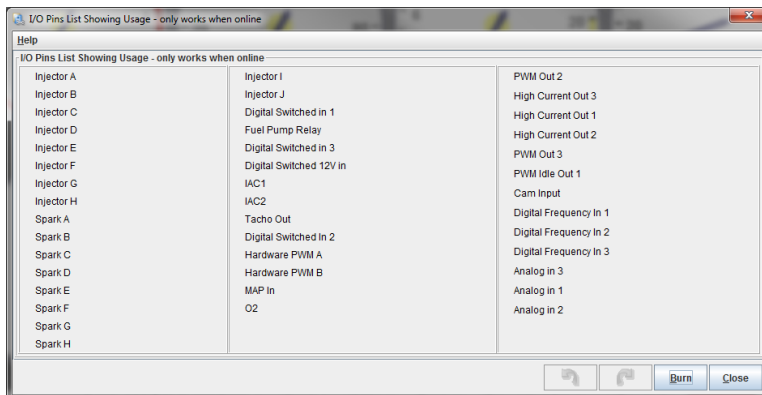 I/O Pins List Showing Usage - only works when online
Help
I/O Pins List Showing Usage - only works when online
Injector A
Injector B
Injector C
Injector D
Injector E
Injector F
Injector G
Injector H
Spark A
Spark B
Spark C
Spark D
Spark E
Spark F
Spark G
Spark H
Injector I
Injector J
Digital Switched in 1
Fuel Pump Relay
Digital Switched in 3
Digital Switched 12V in
IAC1
IAC2
Tacho Out
Digital Switched In 2
Hardware PWM A
Hardware PWM B
MAP In
O2
PWM Out 2
High Current Out 3
High Current Out 1
High Current Out 2
PWM Out 3
PWM Idle Out 1
Cam Input
Digital Frequency In 1
Digital Frequency In 2
Digital Frequency In 3
Analog in 3
Analog in 1
Analog in 2
Burn
Close